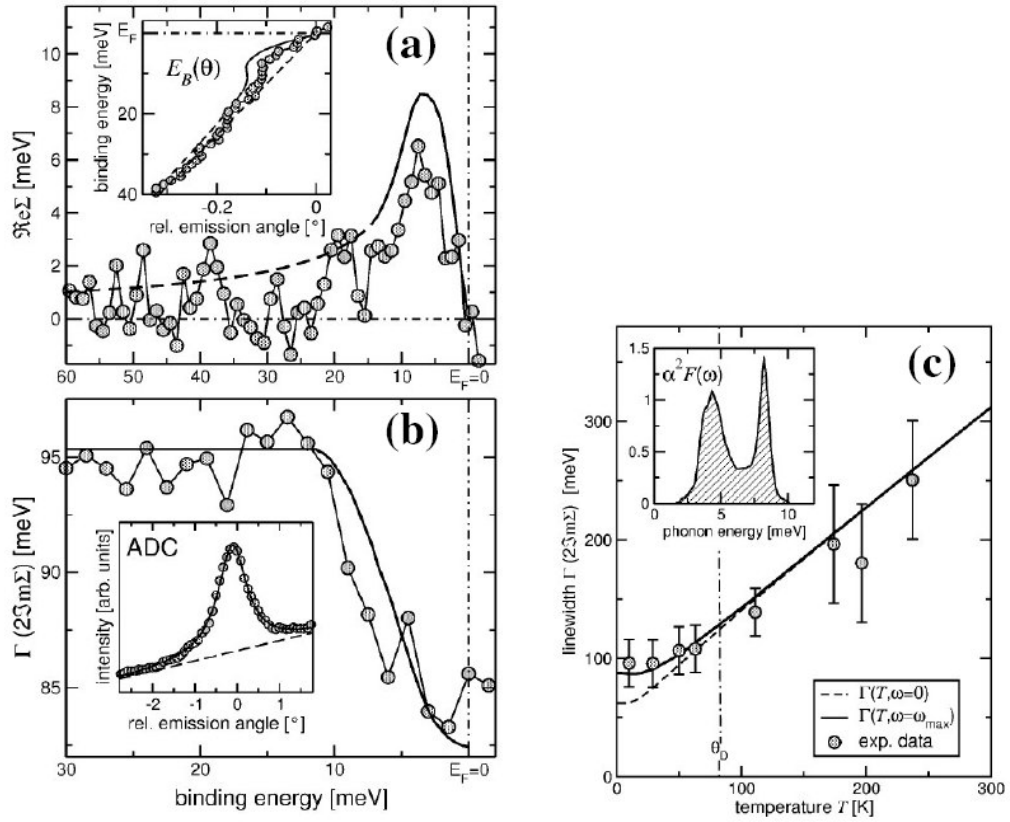 (a)
ℜeΣ [meV]
10
8
6
4
2
0
60
50
40
30
20
10
E_F=0
E_F
20
40
binding energy [meV]
E_B(θ)
-0.2
0
rel. emission angle [°]
(b)
Γ (2ℑmΣ) [meV]
95
90
85
30
20
10
E_F=0
binding energy [meV]
ADC
intensity [arb. units]
-2
-1
0
1
rel. emission angle [°]
(c)
linewidth Γ (2ℑmΣ) [meV]
300
200
100
0
0
100
200
300
temperature T [K]
θ_D
α²F(ω)
1.5
1
0.5
0
0
5
10
phonon energy [meV]
Γ(T,ω=0)
Γ(T,ω=ω_max)
exp. data